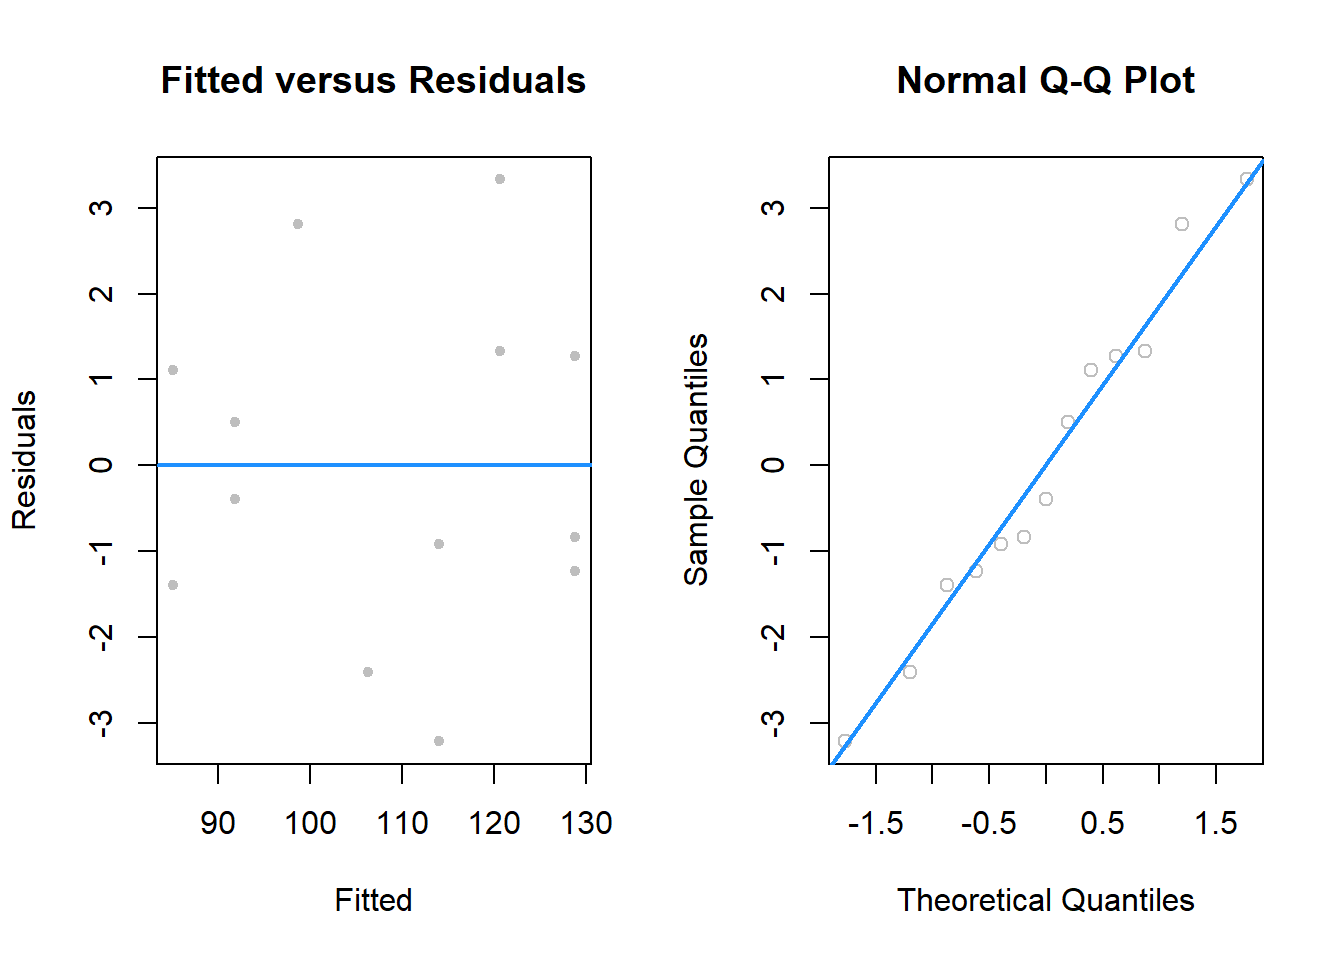 Fitted versus Residuals
Residuals
3
2
1
0
-1
-2
-3
90 100 110 120 130
Fitted
Normal Q-Q Plot
Sample Quantiles
3
2
1
0
-1
-2
-3
-1.5 -0.5 0.5 1.5
Theoretical Quantiles